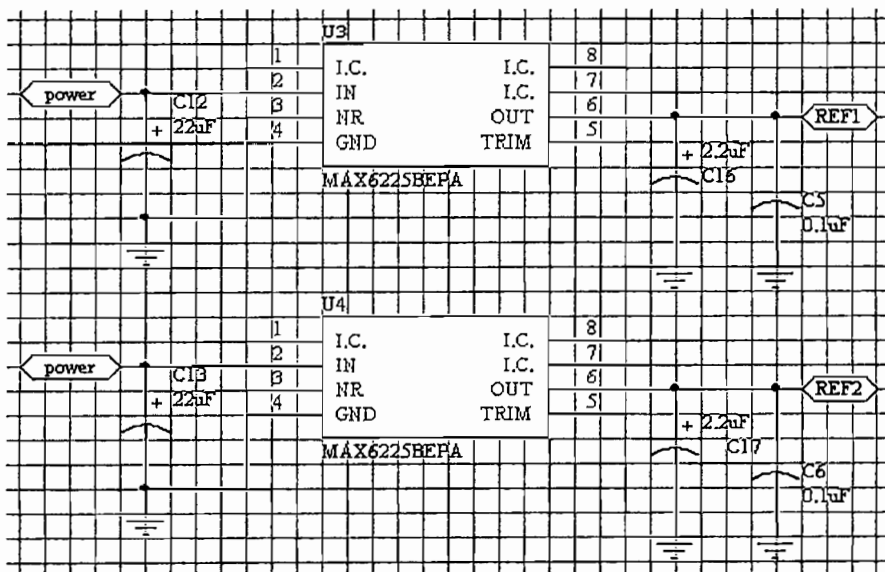 U3
1 I.C. I.C. 8
power 2 IN I.C. 7
C12 3 NR OUT 6 REF1
+ 22uF 4 GND TRIM 5
MAX6225BEPA
+ 2.2uF
C16
C5
0.1uF
U4
1 I.C. I.C. 8
power 2 IN I.C. 7
C13 3 NR OUT 6 REF2
+ 22uF 4 GND TRIM 5
MAX6225BEPA
+ 2.2uF
C17
C6
0.1uF